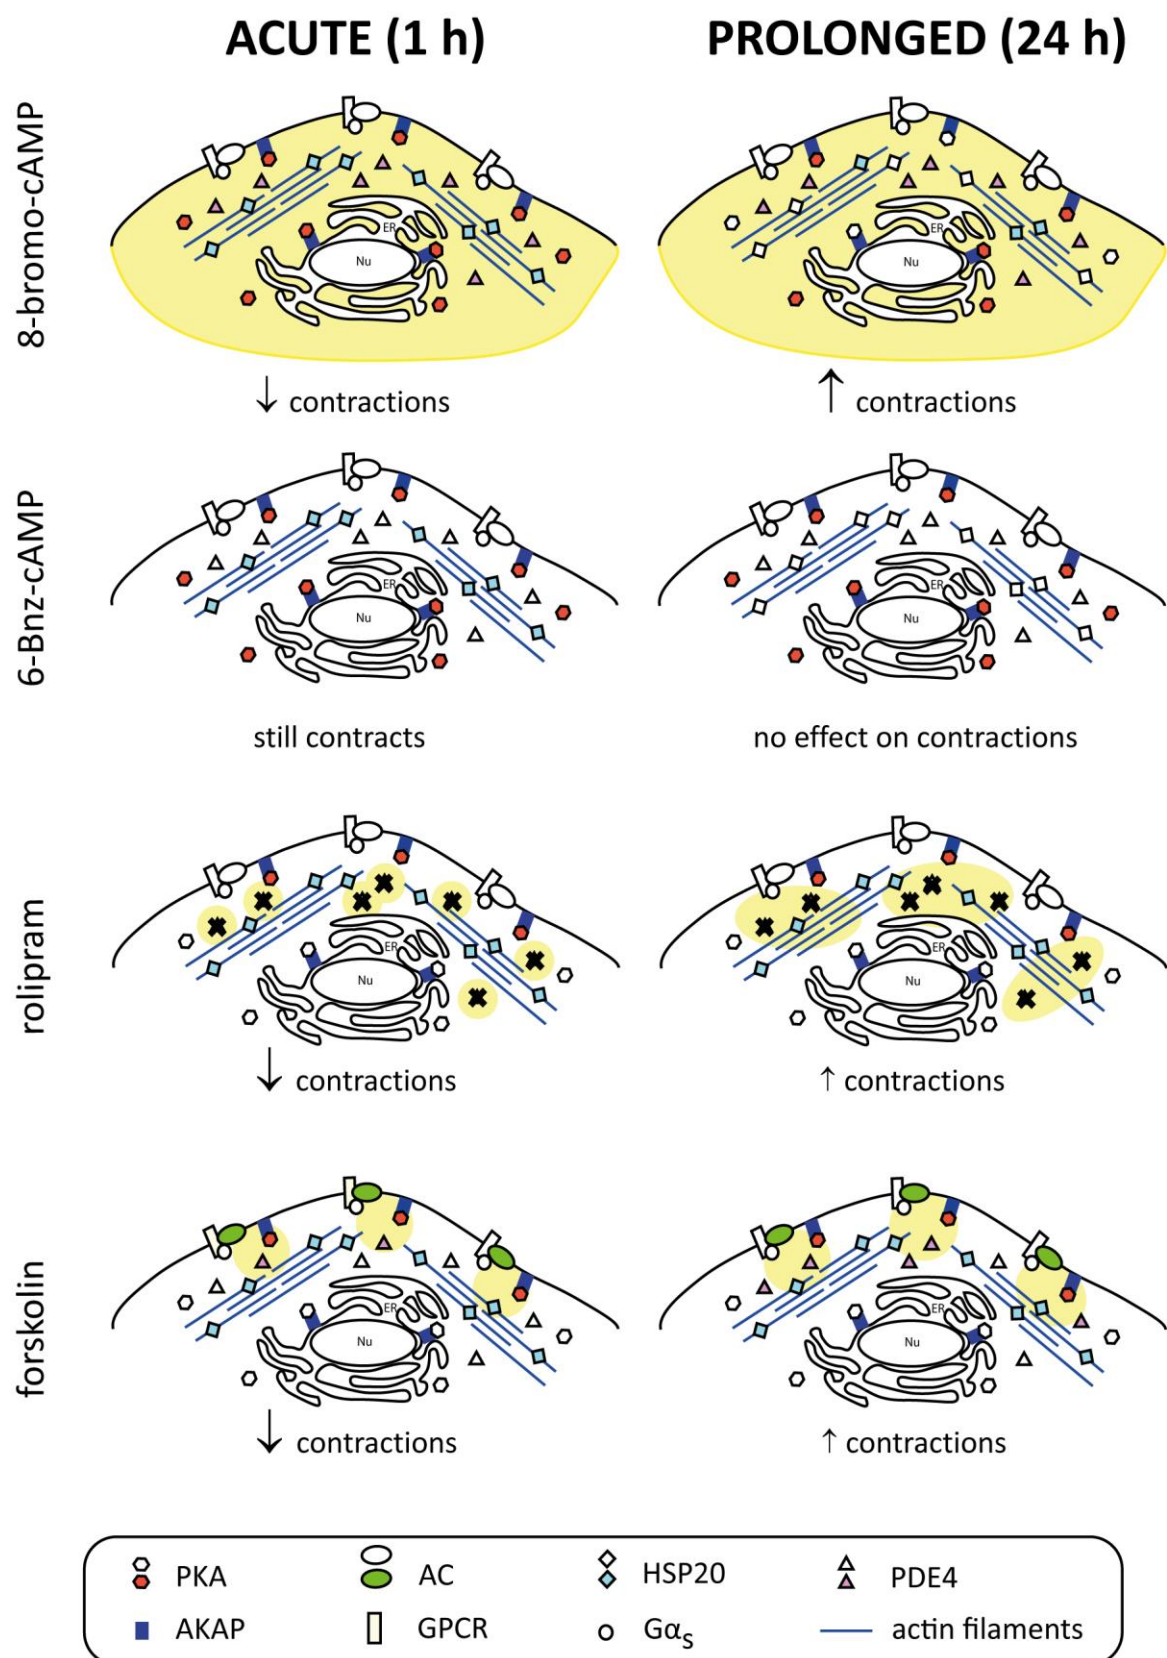 ACUTE (1 h)
PROLONGED (24 h)
8-bromo-cAMP
ER
Nu
ER
Nu
↓ contractions
↑ contractions
6-Bnz-cAMP
ER
Nu
ER
Nu
still contracts
no effect on contractions
rolipram
ER
Nu
ER
Nu
↓ contractions
↑ contractions
forskolin
ER
Nu
ER
Nu
↓ contractions
↑ contractions
PKA
AC
HSP20
PDE4
AKAP
GPCR
Gαs
actin filaments